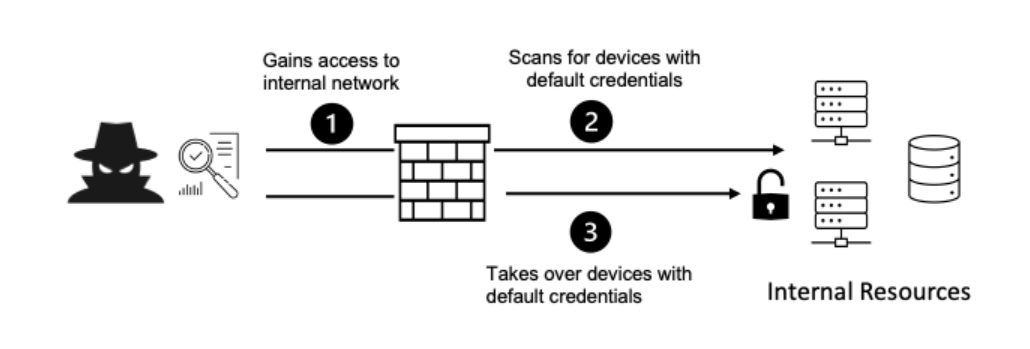 Gains access to
internal network
1
Scans for devices with
default credentials
2
3
Takes over devices with
default credentials
Internal Resources